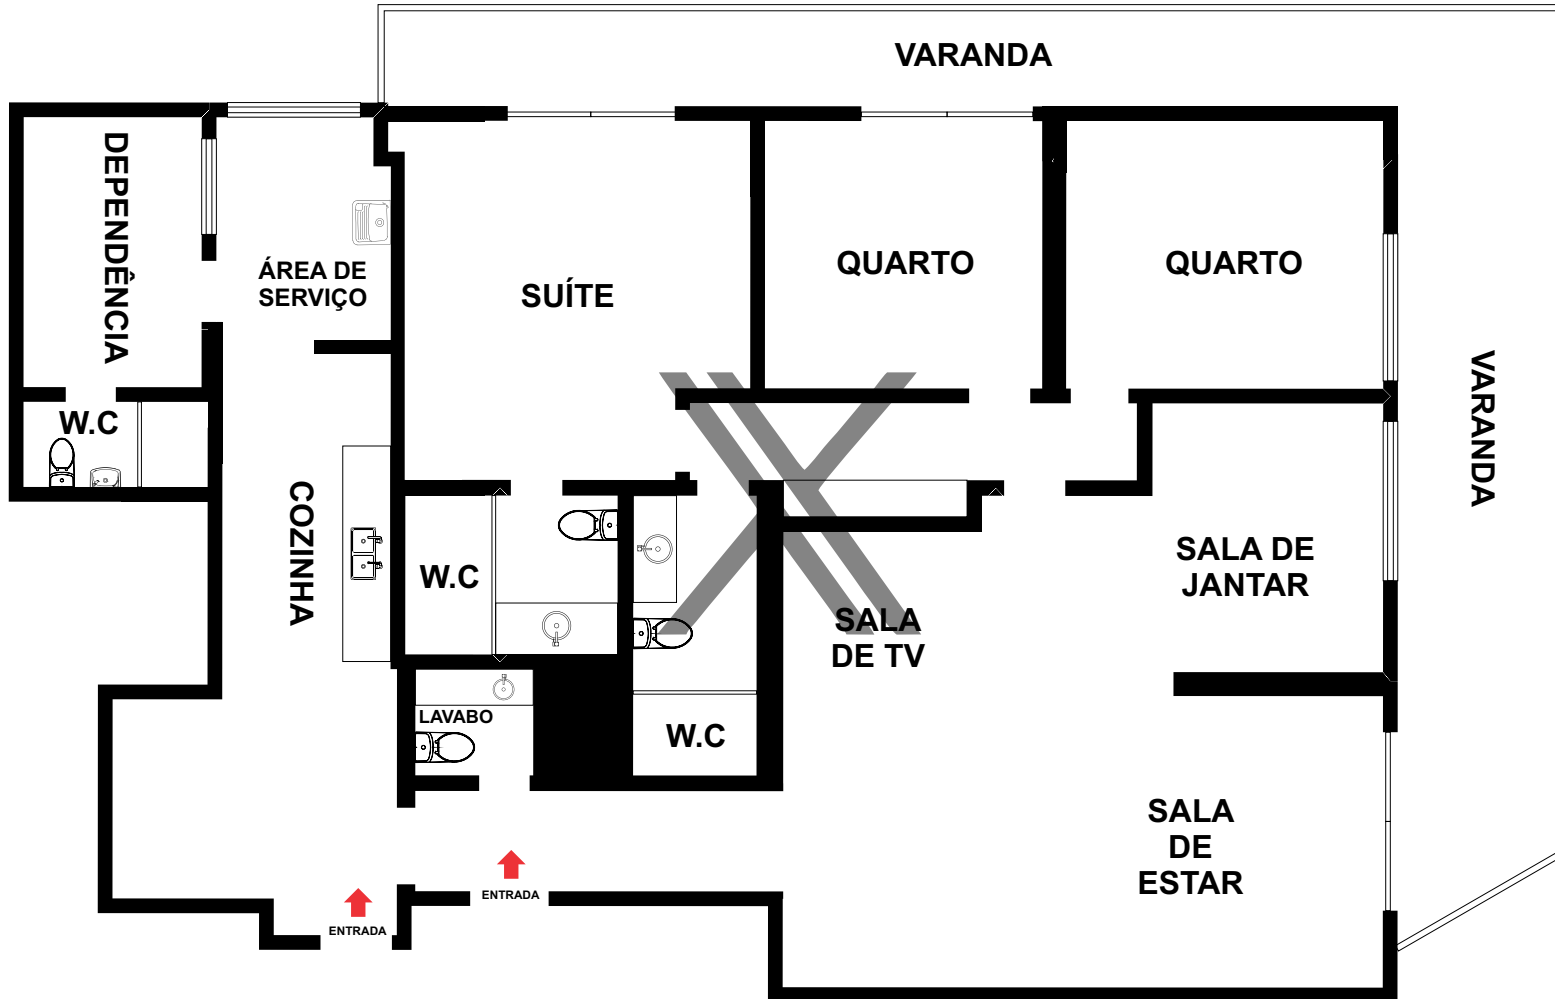 VARANDA
DEPENDÊNCIA
ÁREA DE
SERVIÇO
SUÍTE
QUARTO
QUARTO
VARANDA
W.C
COZINHA
W.C
SALA DE
JANTAR
SALA
DE TV
LAVABO
W.C
SALA
DE
ESTAR
ENTRADA
ENTRADA